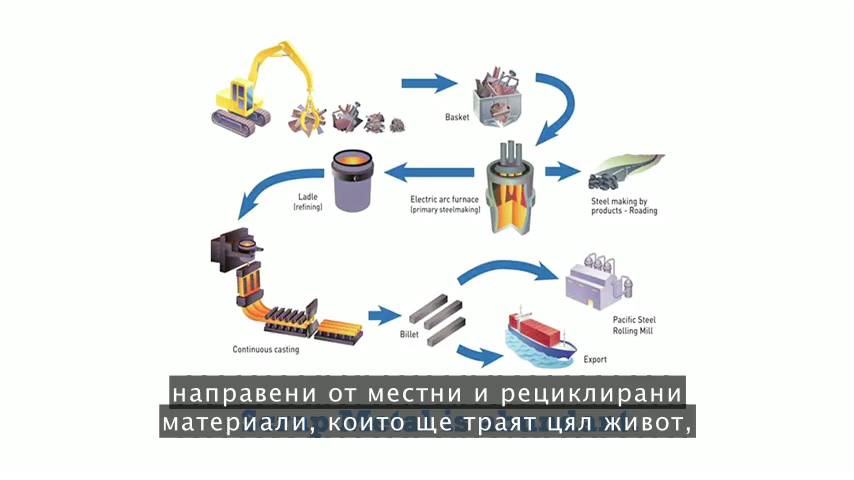 Basket
Ladle
(refining)
Electric arc furnace
(primary steelmaking)
Steel making by
products - Roading
Continuous casting
Billet
Pacific Steel
Rolling Mill
Export
направени от местни и рециклирани
материали, които ще траят цял живот,